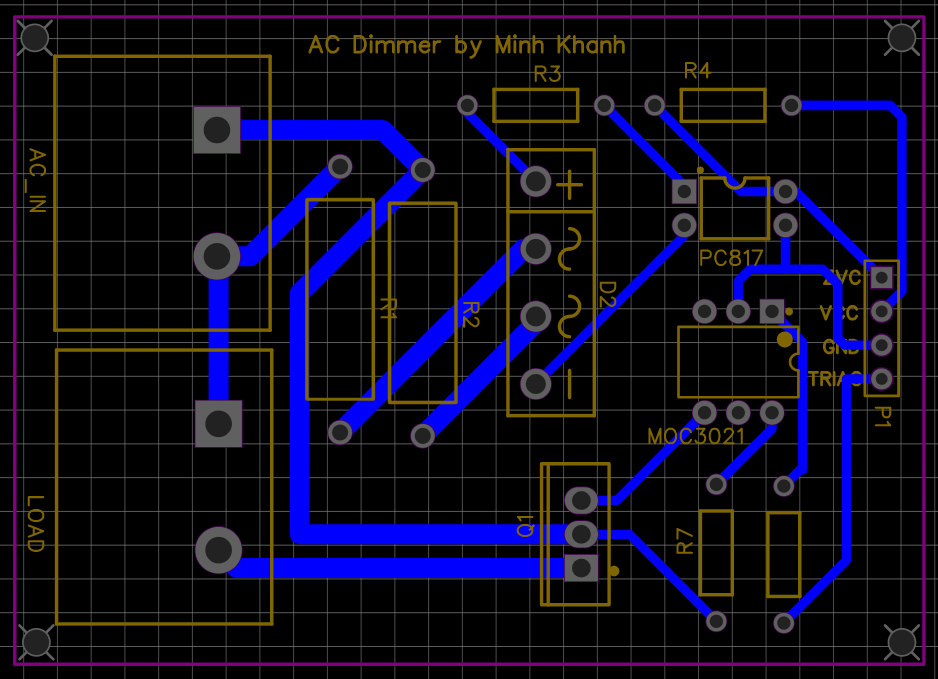 AC Dimmer by Minh Khanh
R3
R4
AC_IN
PC817
ZVC
VCC
GND
TRIAC
P1
R1
R2
D2
MOC3021
LOAD
Q1
R7